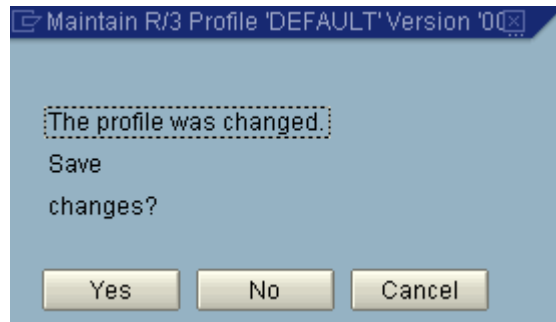 Maintain R/3 Profile 'DEFAULT' Version '00
The profile was changed.
Save
changes?
Yes No Cancel